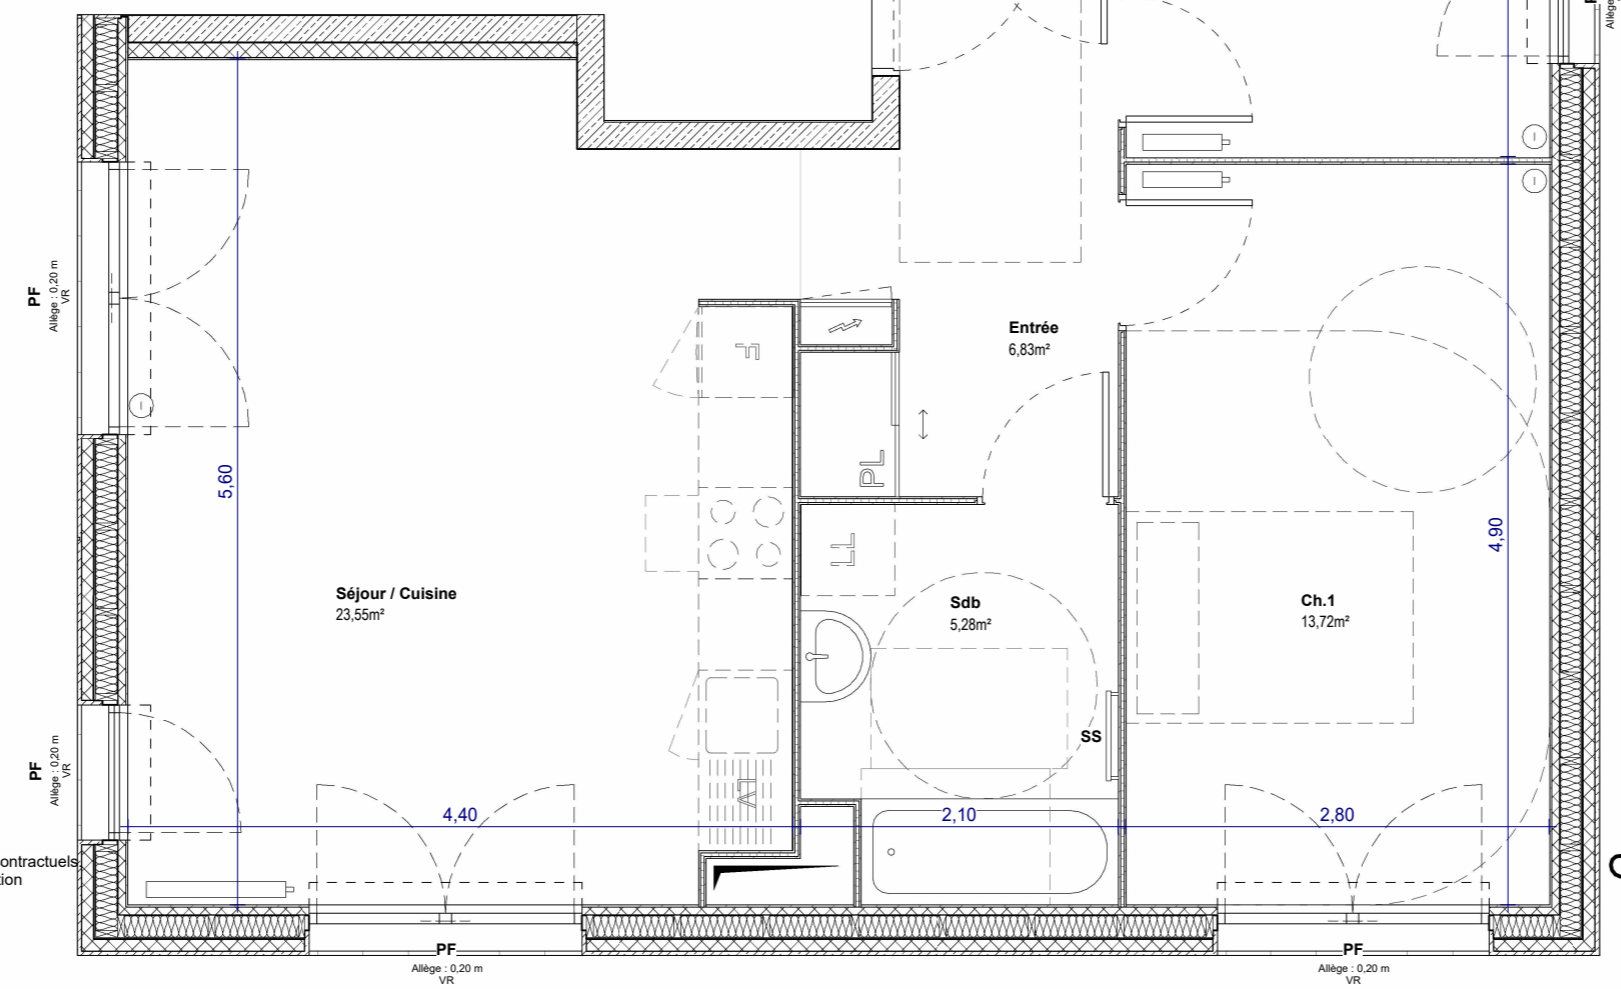 Allège
PF
Allège : 0,20 m
VR
5,60
Entrée
6,83m²
F
PL
LL
4,90
Séjour / Cuisine
23,55m²
Sdb
5,28m²
Ch.1
13,72m²
SS
PF
Allège : 0,20 m
VR
LV
4,40
2,10
2,80
ontractuels
tion
PF
Allège : 0,20 m
VR
PF
Allège : 0,20 m
VR